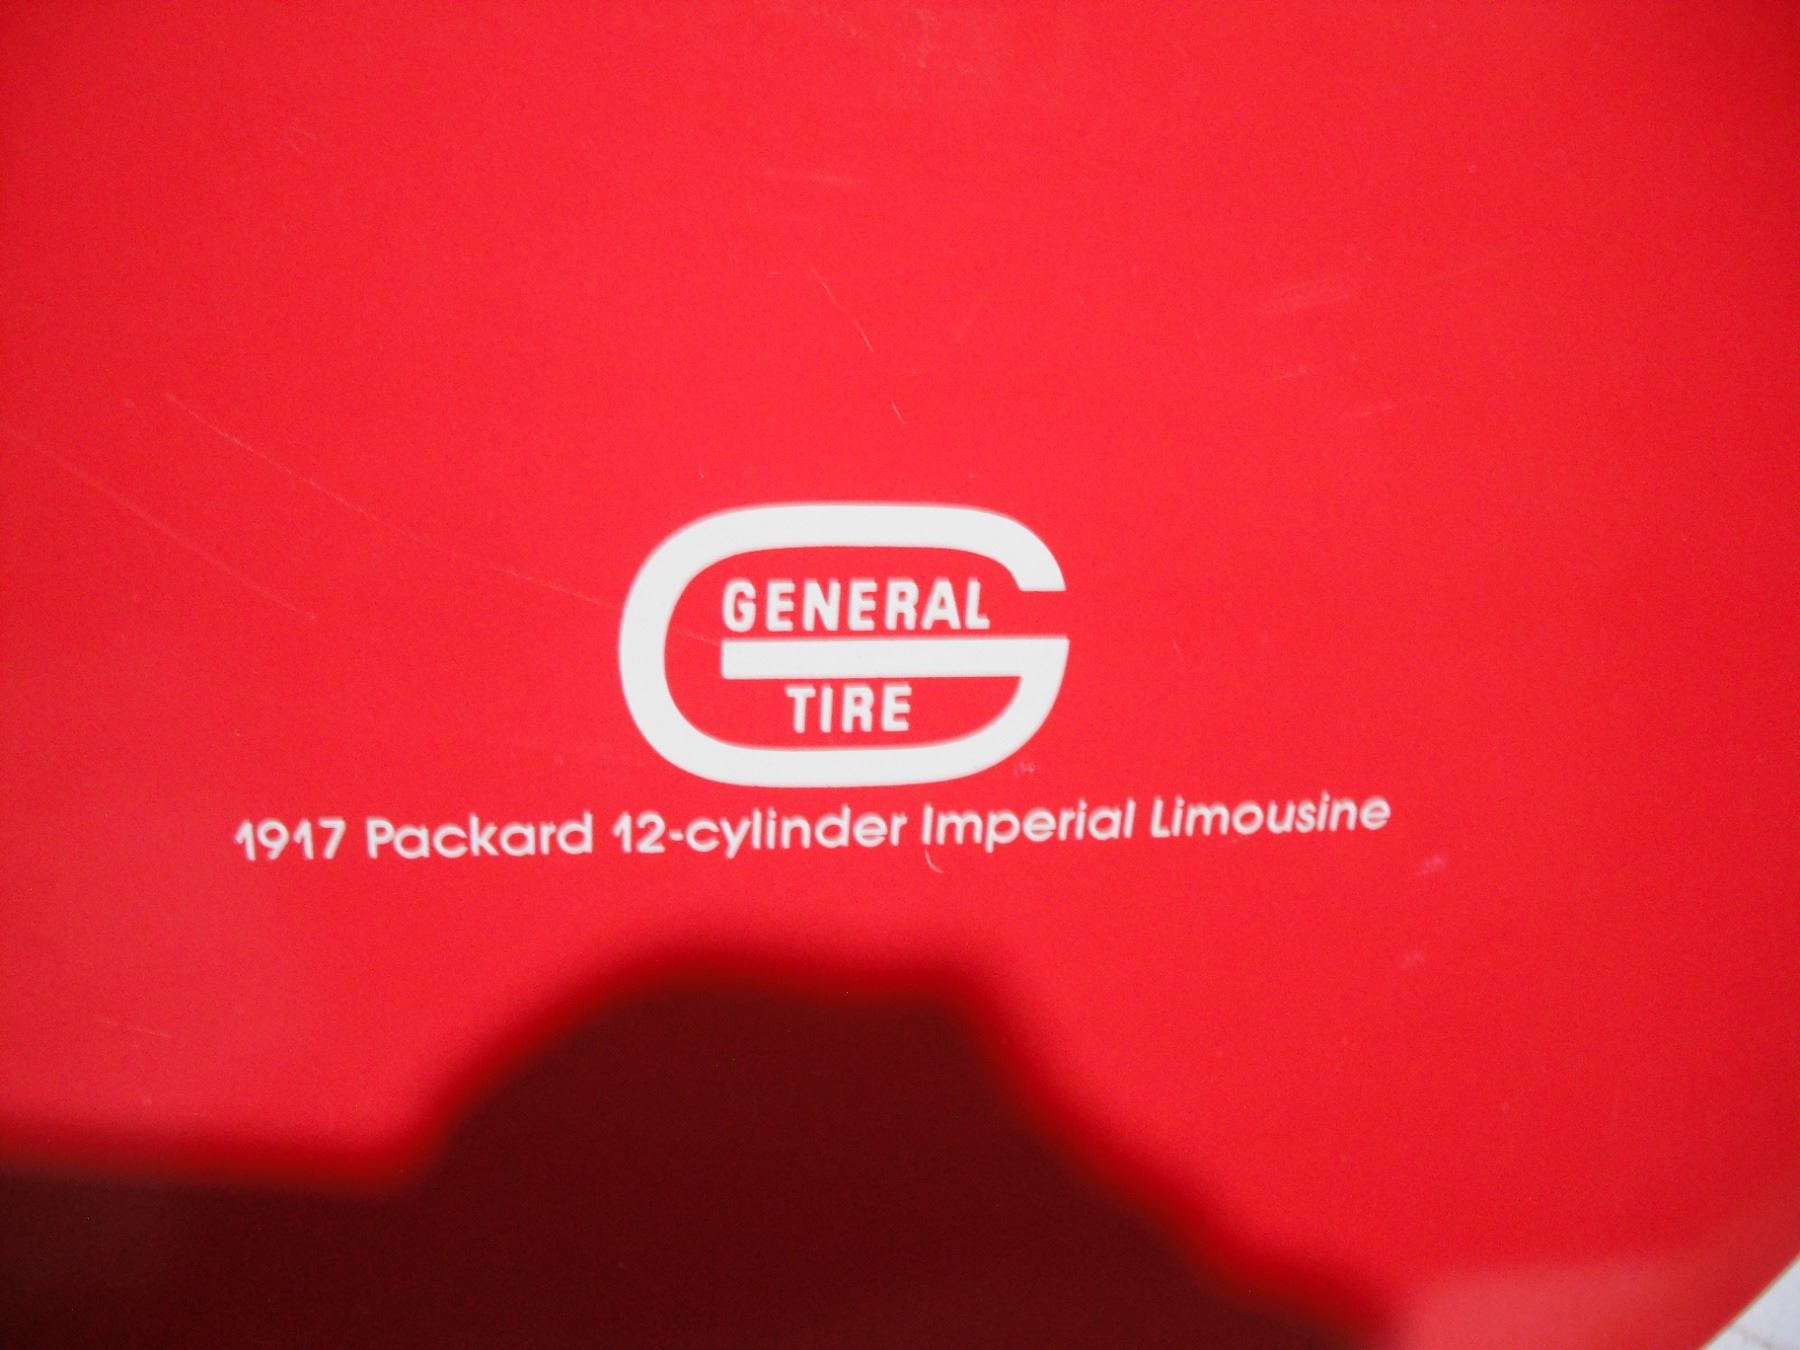 GENERAL
TIRE
1917 Packard 12-cylinder Imperial Limousine